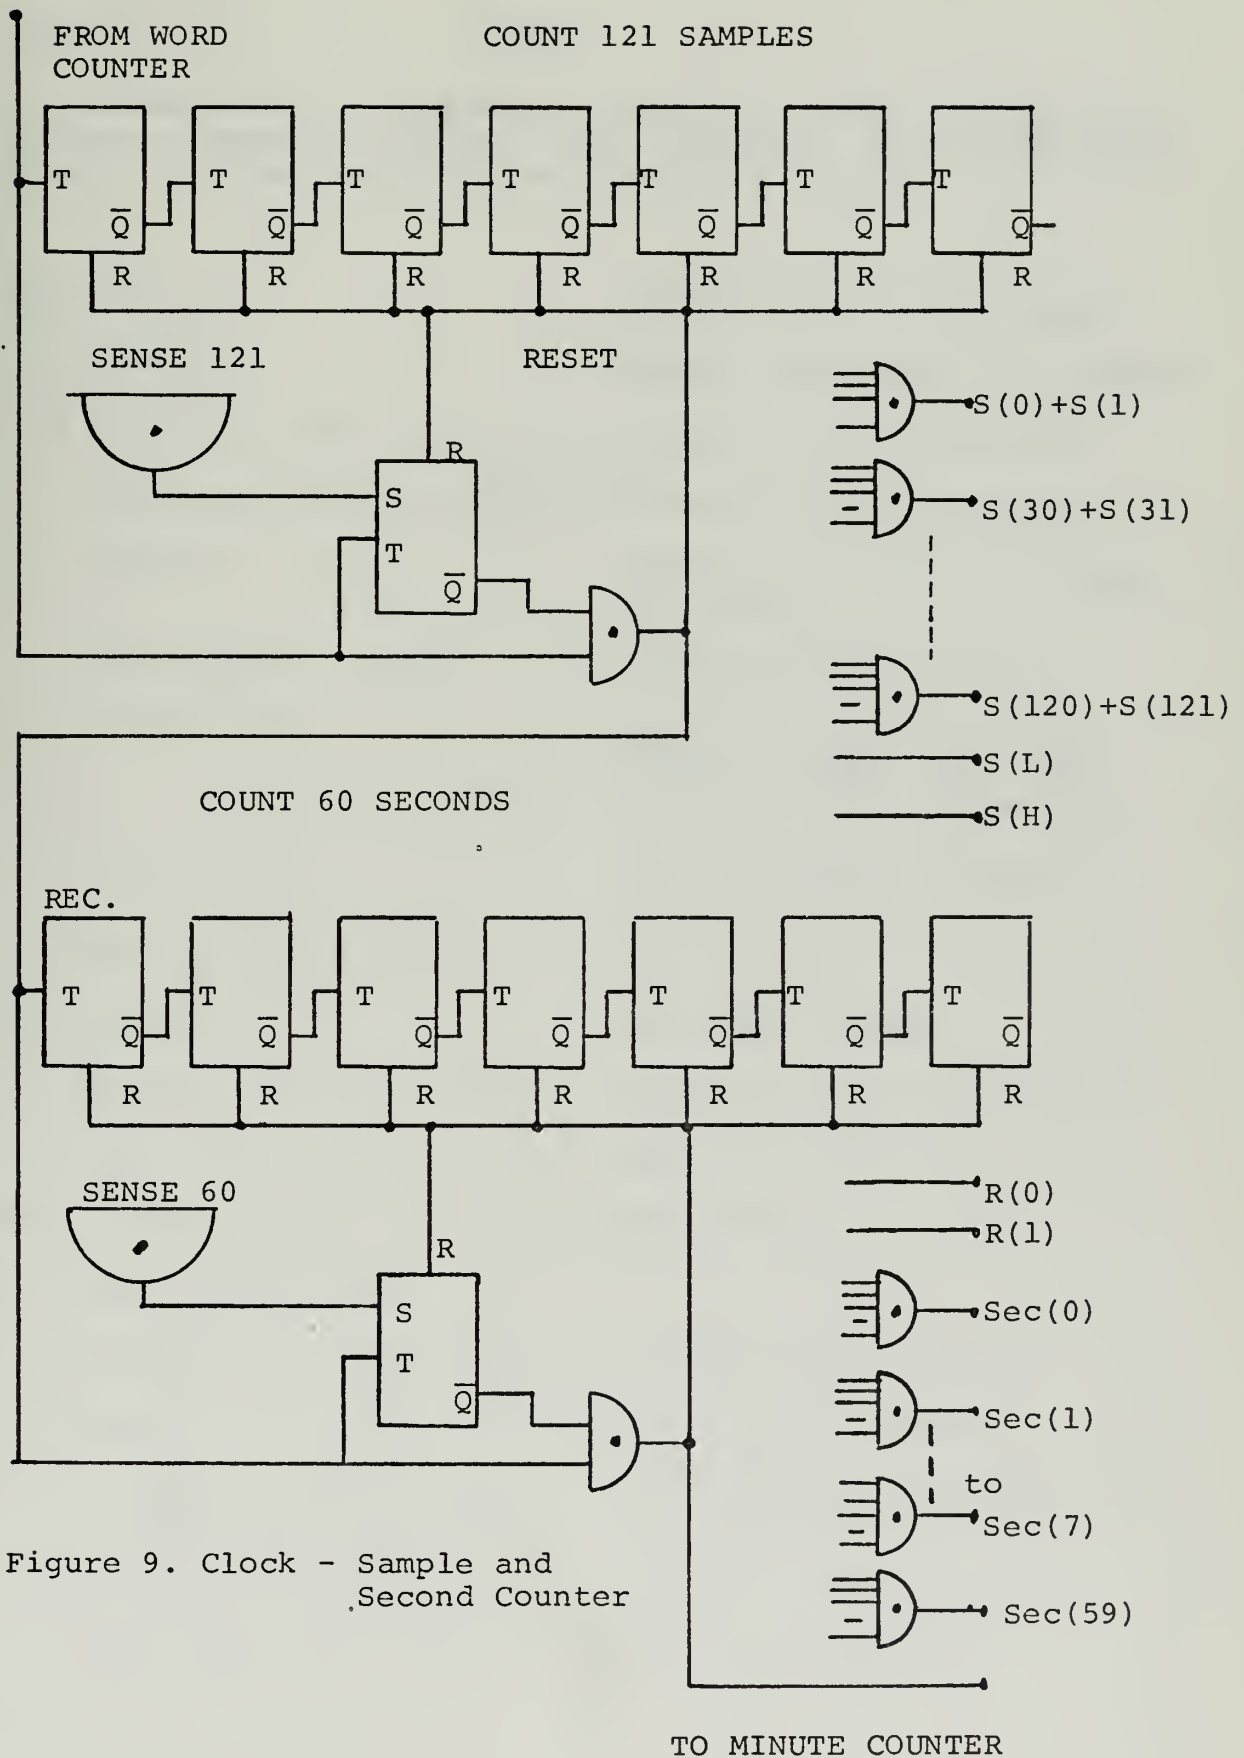 FROM WORD
COUNTER
COUNT 121 SAMPLES
T T T T T T T
Q̅ Q̅ Q̅ Q̅ Q̅ Q̅ Q̅
R R R R R R R
SENSE 121
RESET
S(0)+S(1)
R
S
T
Q̅
S(30)+S(31)
S(120)+S(121)
S(L)
S(H)
COUNT 60 SECONDS
REC.
T T T T T T T
Q̅ Q̅ Q̅ Q̅ Q̅ Q̅ Q̅
R R R R R R R
SENSE 60
R
S
T
Q̅
R(0)
R(1)
Sec(0)
Sec(1)
to
Sec(7)
Sec(59)
Figure 9. Clock - Sample and
Second Counter
TO MINUTE COUNTER